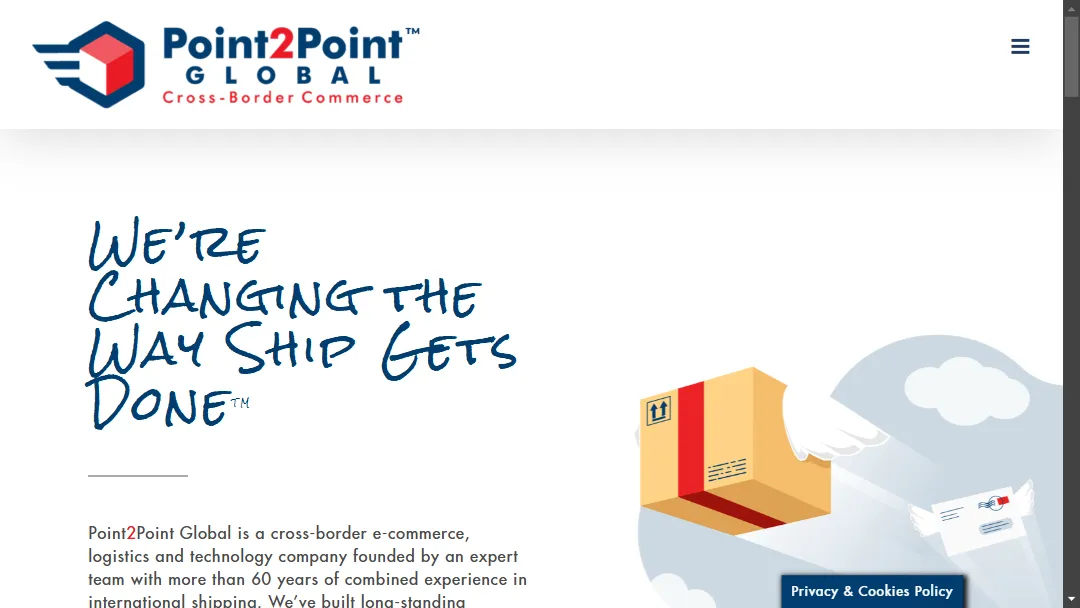 Point2Point™
GLOBAL
Cross-Border Commerce
We're
Changing the
Way Ship Gets
Done™
Point2Point Global is a cross-border e-commerce,
logistics and technology company founded by an expert
team with more than 60 years of combined experience in
international shipping. We've built long-standing
Privacy & Cookies Policy